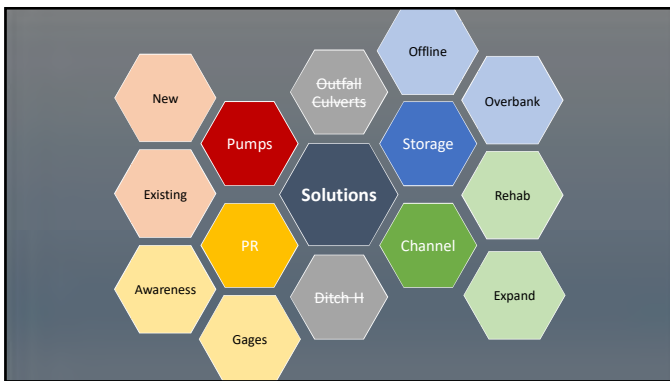 Offline
New
Outfall
Culverts
Overbank
Pumps
Storage
Existing
Solutions
Rehab
PR
Channel
Awareness
Ditch H
Expand
Gages